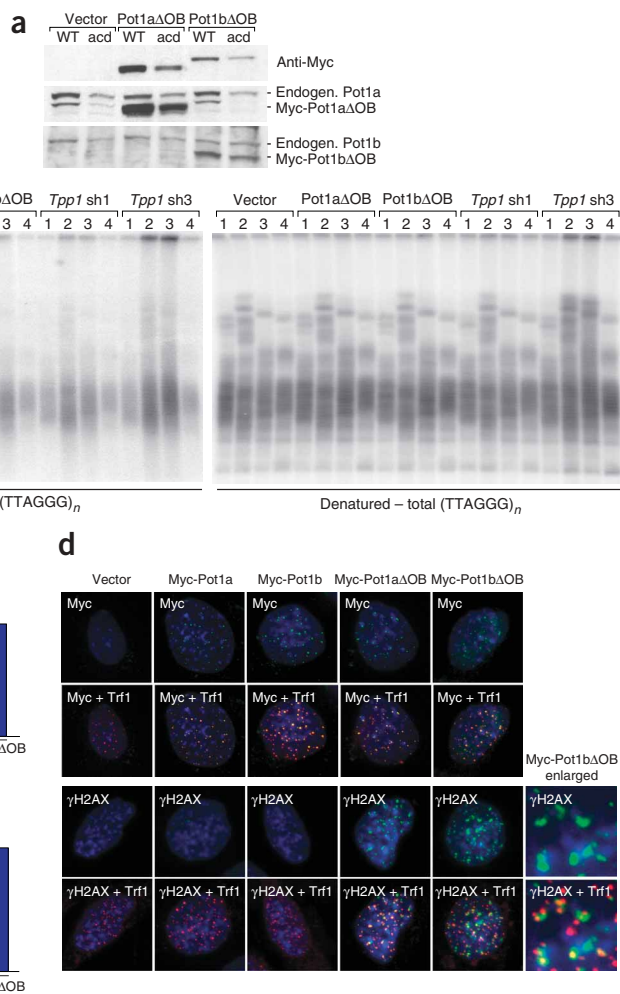 a
Vector Pot1aΔOB Pot1bΔOB
WT acd WT acd WT acd
Anti-Myc
- Endogen. Pot1a
- Myc-Pot1aΔOB
- Endogen. Pot1b
- Myc-Pot1bΔOB
bΔOB Tpp1 sh1 Tpp1 sh3
3 4 1 2 3 4 1 2 3 4
Vector Pot1aΔOB Pot1bΔOB Tpp1 sh1 Tpp1 sh3
1 2 3 4 1 2 3 4 1 2 3 4 1 2 3 4 1 2 3 4
(TTAGGG)n
Denatured – total (TTAGGG)n
d
Vector Myc-Pot1a Myc-Pot1b Myc-Pot1aΔOB Myc-Pot1bΔOB
Myc Myc Myc Myc Myc
Myc + Trf1 Myc + Trf1 Myc + Trf1 Myc + Trf1 Myc + Trf1
ΔOB
Myc-Pot1bΔOB
enlarged
γH2AX γH2AX γH2AX γH2AX γH2AX γH2AX
γH2AX + Trf1 γH2AX + Trf1 γH2AX + Trf1 γH2AX + Trf1 γH2AX + Trf1 γH2AX + Trf1
ΔOB